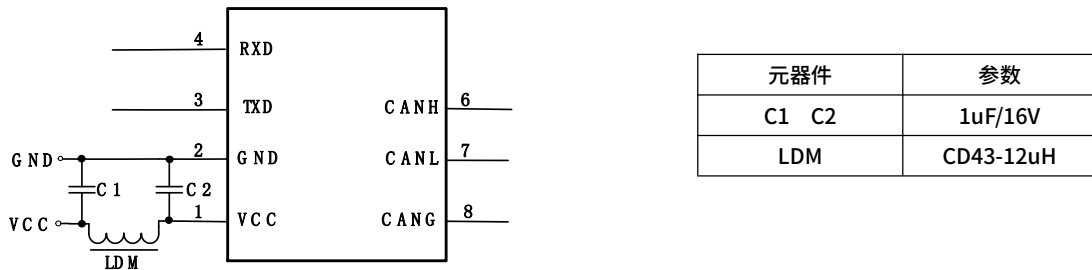 4 RXD
3 TXD
CANH 6
GND 2 GND
CANL 7
C1 C2
VCC 1 VCC
CANG 8
LDM
元器件 参数
C1 C2 1uF/16V
LDM CD43-12uH